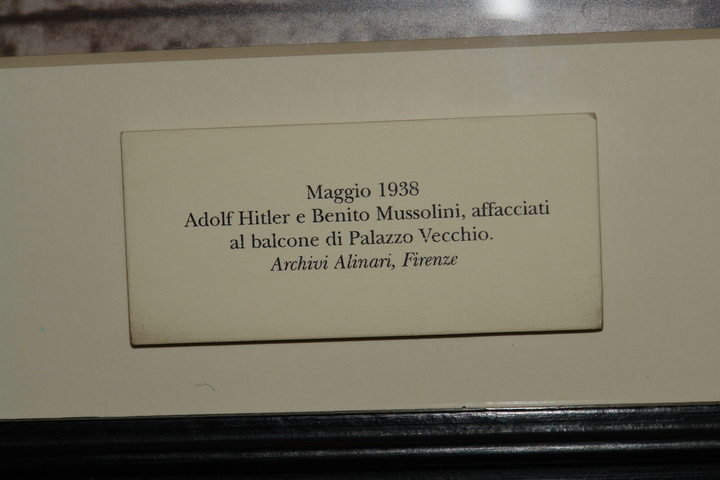 Maggio 1938
Adolf Hitler e Benito Mussolini, affacciati
al balcone di Palazzo Vecchio.
Archivi Alinari, Firenze